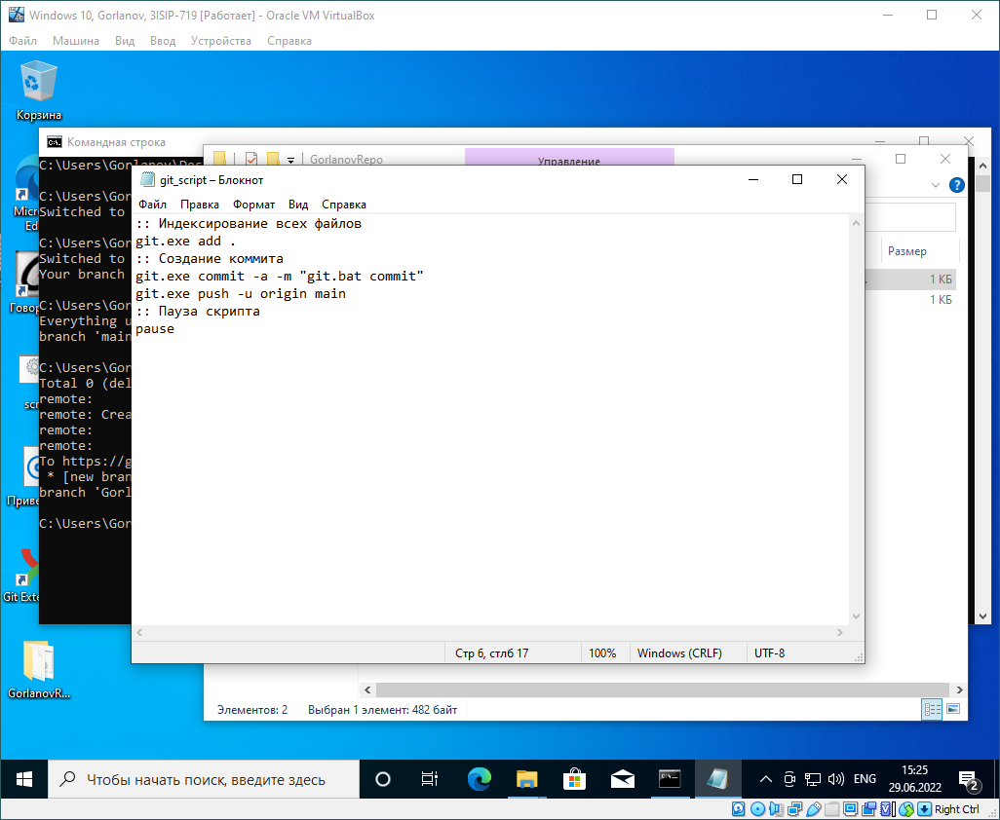 Windows 10, Gorlanov, 3ISIP-719 [Работает] - Oracle VM VirtualBox
Файл Машина Вид Ввод Устройства Справка
Корзина
Командная строка
GorlanovRepo
Управление
C:\Users\Gorlanov\Des
git_script – Блокнот
Файл Правка Формат Вид Справка
:: Индексирование всех файлов
git.exe add .
:: Создание коммита
git.exe commit -a -m "git.bat commit"
git.exe push -u origin main
:: Пауза скрипта
pause
C:\Users\Gor
Switched to
C:\Users\Gor
Switched to
Your branch
C:\Users\Gor
Everything u
branch 'main
C:\Users\Gor
Total 0 (del
remote:
remote: Crea
remote:
remote:
To https://g
* [new bran
branch 'Gorl
C:\Users\Gor
Micro
Ed
Говор
scr
Приве
Git Exte
GorlanovR...
Размер
1 КБ
1 КБ
Стр 6, стлб 17 100% Windows (CRLF) UTF-8
Элементов: 2 Выбран 1 элемент: 482 байт
Чтобы начать поиск, введите здесь
ENG
15:25
29.06.2022
2
Right Ctrl